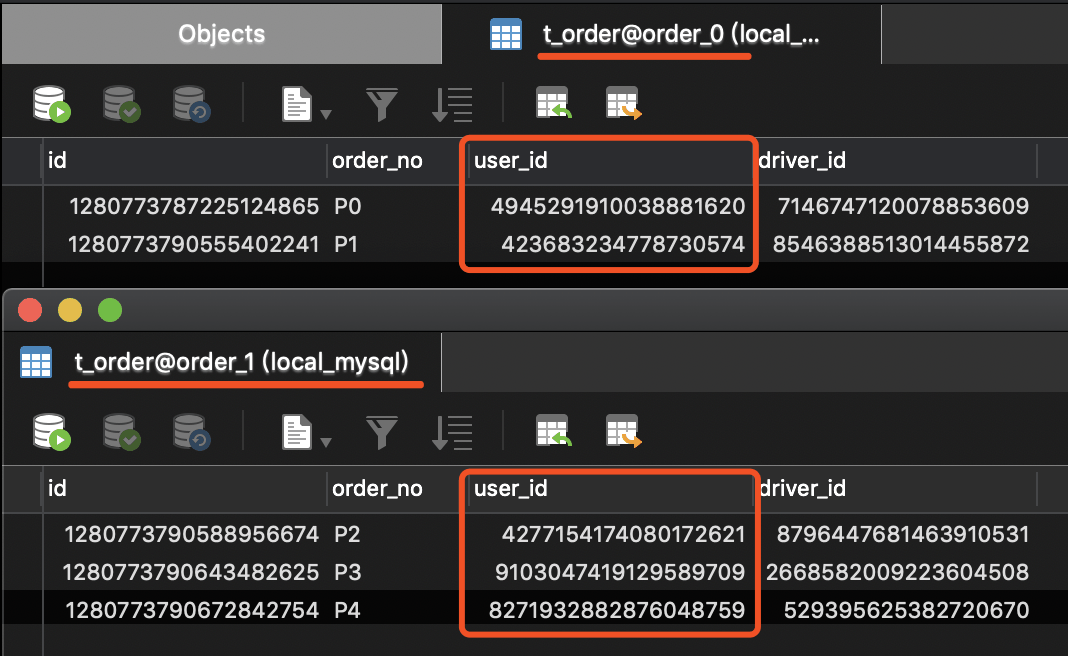 Objects t_order@order_0 (local_...
id order_no user_id driver_id
1280773787225124865 P0 4945291910038881620 7146747120078853609
1280773790555402241 P1 423683234778730574 8546388513014455872
t_order@order_1 (local_mysql)
id order_no user_id driver_id
1280773790588956674 P2 4277154174080172621 8796447681463910531
1280773790643482625 P3 9103047419129589709 2668582009223604508
1280773790672842754 P4 8271932882876048759 529395625382720670